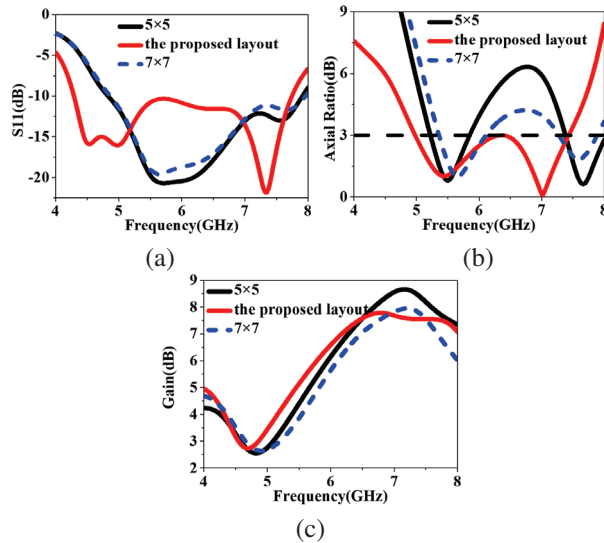 0
-5
-10
-15
-20
S11(dB)
5×5
the proposed layout
7×7
4 5 6 7 8
Frequency(GHz)
(a)
9
6
3
0
Axial Ratio(dB)
5×5
the proposed layout
7×7
4 5 6 7 8
Frequency(GHz)
(b)
9
8
7
6
5
4
3
2
Gain(dB)
5×5
the proposed layout
7×7
4 5 6 7 8
Frequency(GHz)
(c)